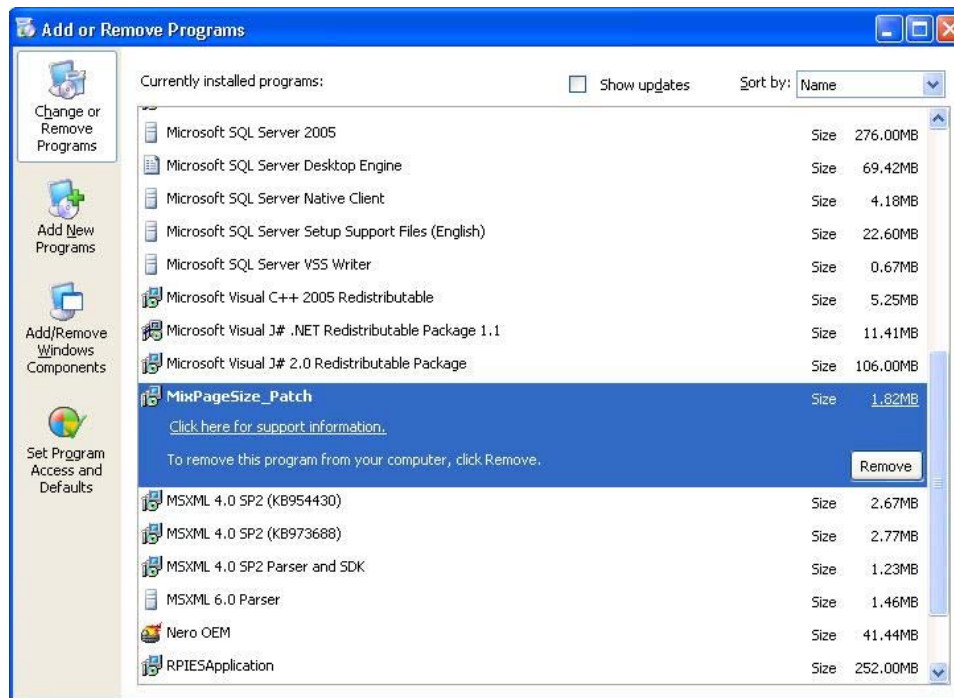 Add or Remove Programs
Change or
Remove
Programs
Add New
Programs
Add/Remove
Windows
Components
Set Program
Access and
Defaults
Currently installed programs:
Show updates
Sort by: Name
Microsoft SQL Server 2005 Size 276.00MB
Microsoft SQL Server Desktop Engine Size 69.42MB
Microsoft SQL Server Native Client Size 4.18MB
Microsoft SQL Server Setup Support Files (English) Size 22.60MB
Microsoft SQL Server VSS Writer Size 0.67MB
Microsoft Visual C++ 2005 Redistributable Size 5.25MB
Microsoft Visual J# .NET Redistributable Package 1.1 Size 11.41MB
Microsoft Visual J# 2.0 Redistributable Package Size 106.00MB
MixPageSize_Patch Size 1.82MB
Click here for support information.
To remove this program from your computer, click Remove.
Remove
MSXML 4.0 SP2 (KB954430) Size 2.67MB
MSXML 4.0 SP2 (KB973688) Size 2.77MB
MSXML 4.0 SP2 Parser and SDK Size 1.23MB
MSXML 6.0 Parser Size 1.46MB
Nero OEM Size 41.44MB
RPIESApplication Size 252.00MB